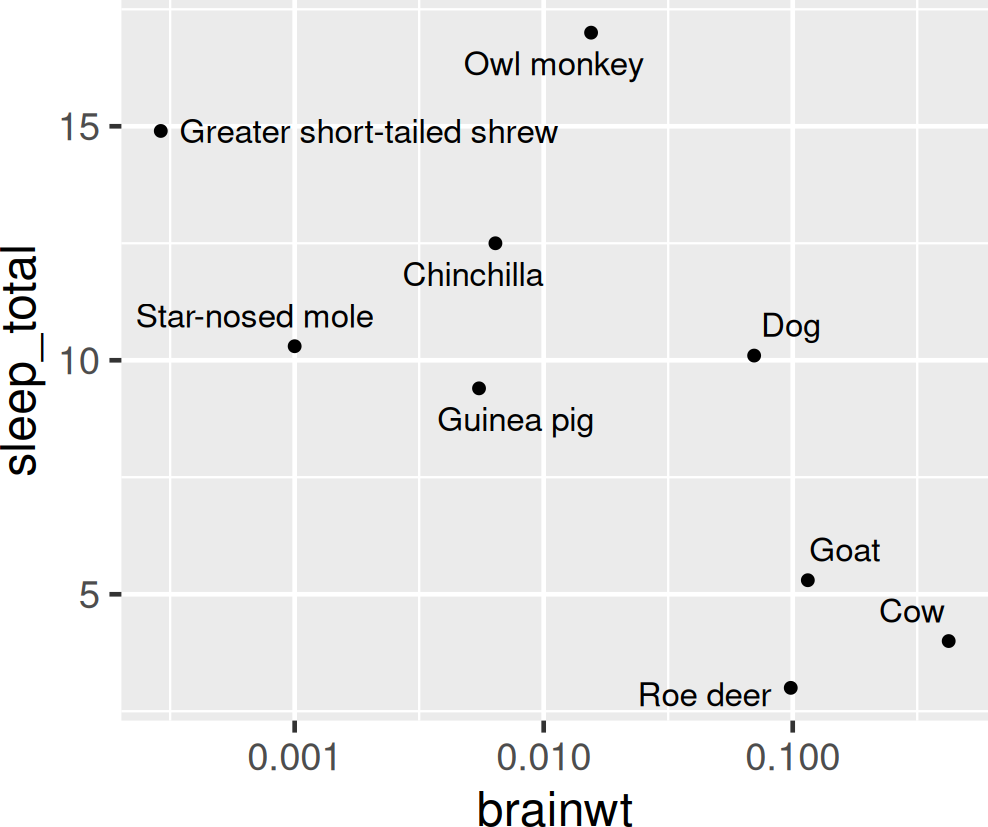 Owl monkey
15
Greater short-tailed shrew
Chinchilla
Star-nosed mole
Dog
10
Guinea pig
sleep_total
Goat
5
Cow
Roe deer
0.001 0.010 0.100
brainwt